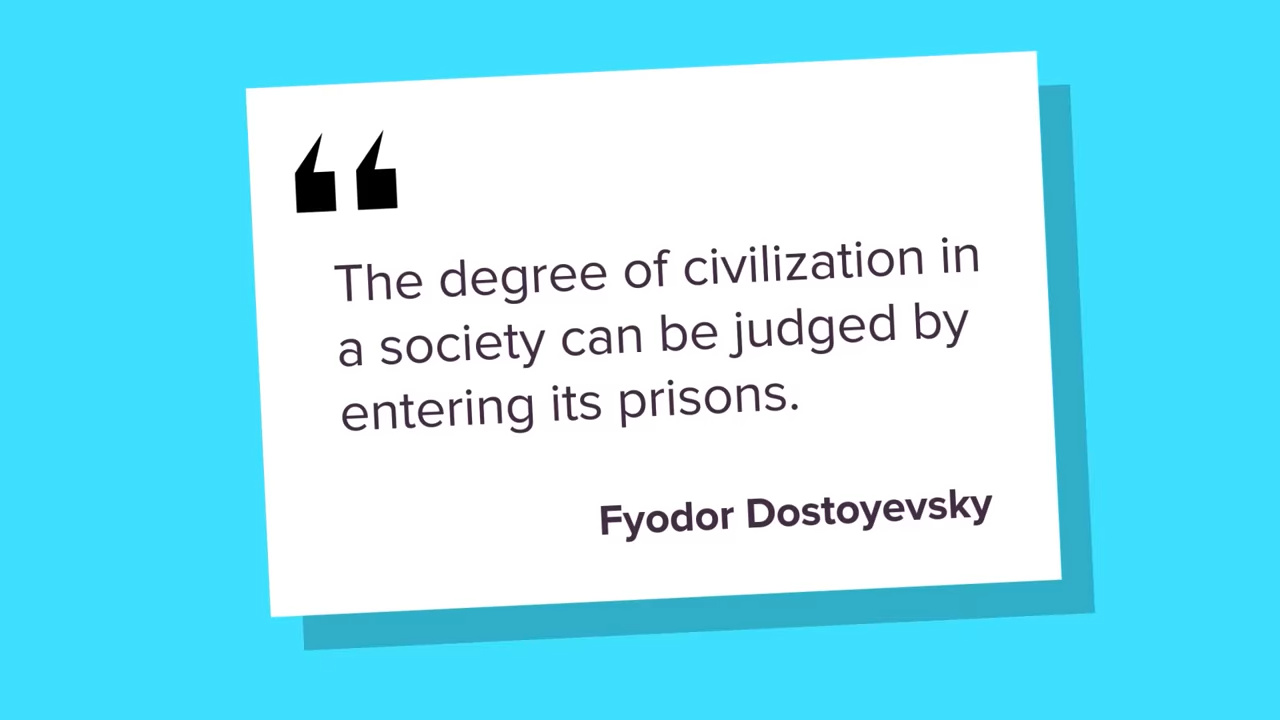 “
The degree of civilization in
a society can be judged by
entering its prisons.
Fyodor Dostoyevsky